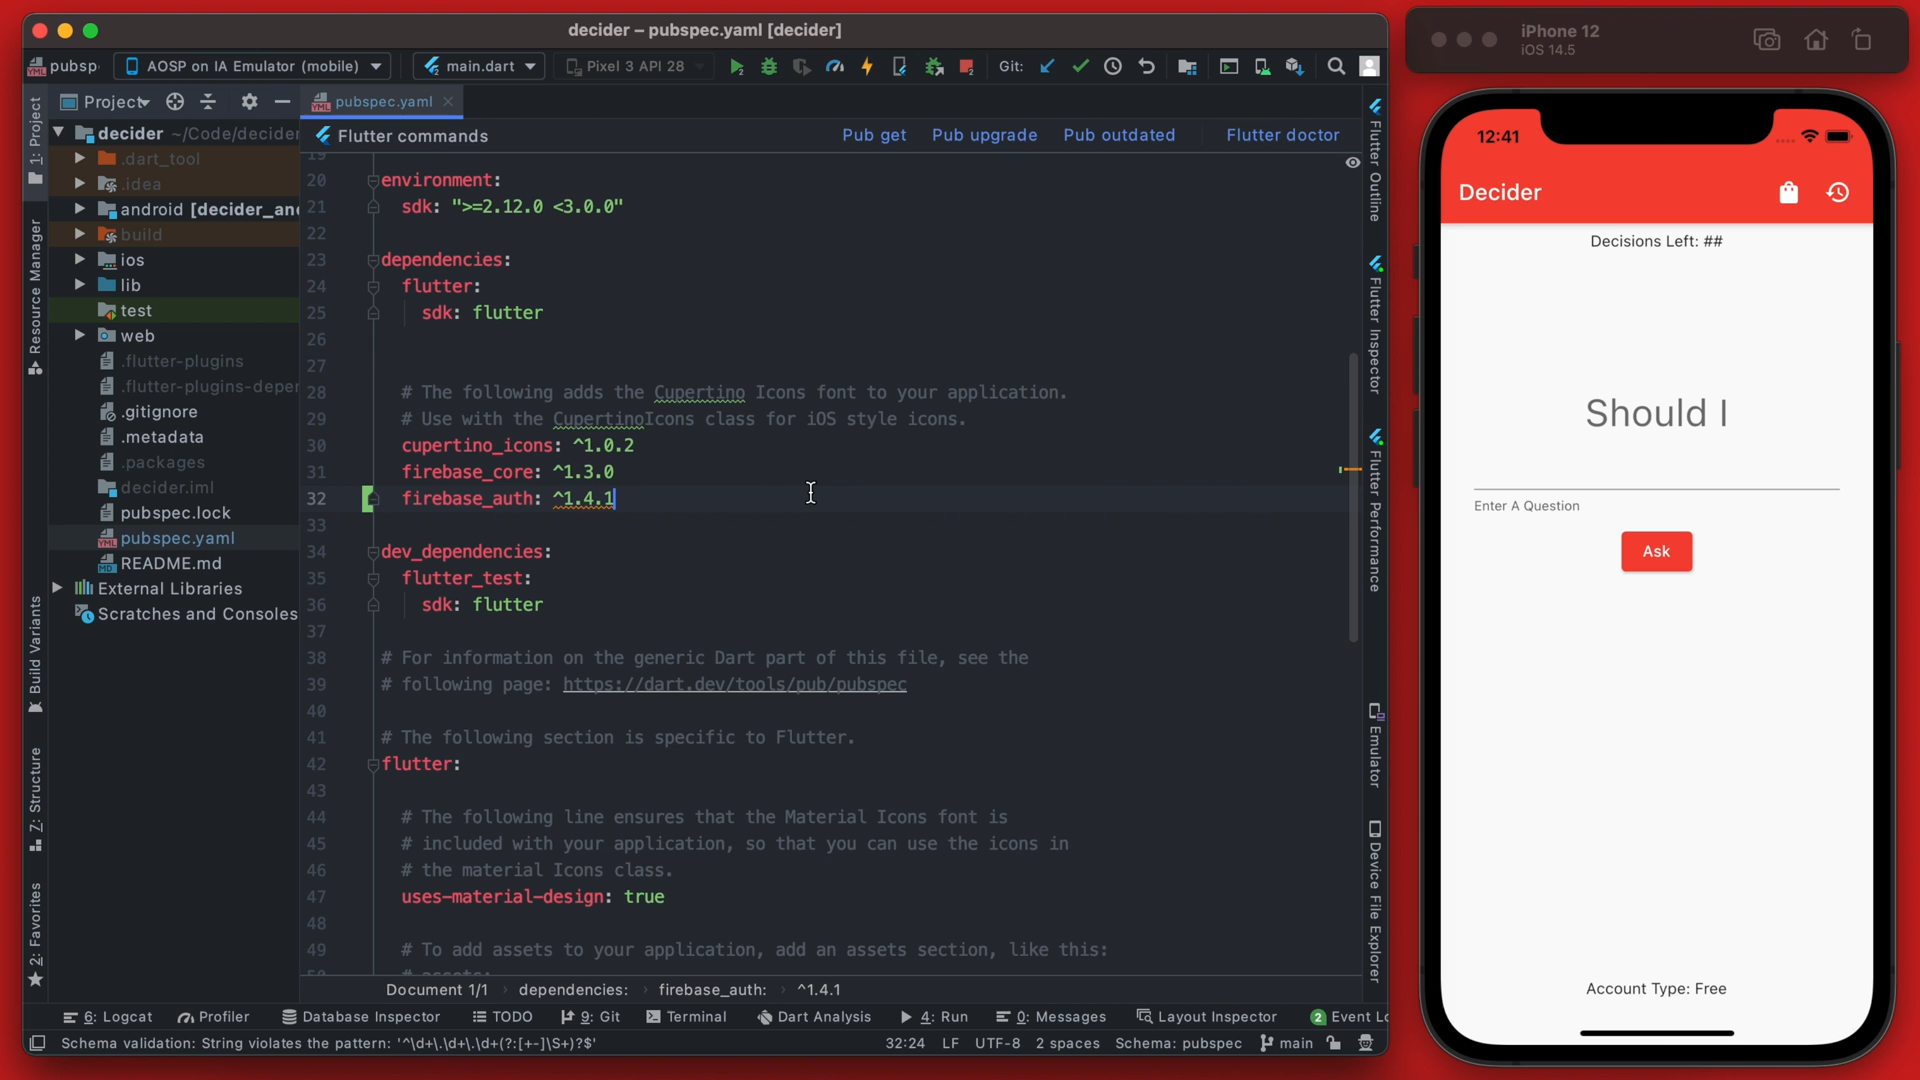 decider – pubspec.yaml [decider]
pubsp
AOSP on IA Emulator (mobile)
main.dart
Pixel 3 API 28
Git:
Project
pubspec.yaml
Flutter commands
Pub get
Pub upgrade
Pub outdated
Flutter doctor
1: Project
Resource Manager
Build Variants
Z: Structure
2: Favorites
decider ~/Code/decider
.dart_tool
.idea
android [decider_an
build
ios
lib
test
web
.flutter-plugins
.flutter-plugins-deper
.gitignore
.metadata
.packages
decider.iml
pubspec.lock
pubspec.yaml
README.md
External Libraries
Scratches and Consoles
19
20 environment:
21 sdk: ">=2.12.0 <3.0.0"
22
23 dependencies:
24 flutter:
25 sdk: flutter
26
27
28 # The following adds the Cupertino Icons font to your application.
29 # Use with the CupertinoIcons class for iOS style icons.
30 cupertino_icons: ^1.0.2
31 firebase_core: ^1.3.0
32 firebase_auth: ^1.4.1
33
34 dev_dependencies:
35 flutter_test:
36 sdk: flutter
37
38 # For information on the generic Dart part of this file, see the
39 # following page: https://dart.dev/tools/pub/pubspec
40
41 # The following section is specific to Flutter.
42 flutter:
43
44 # The following line ensures that the Material Icons font is
45 # included with your application, so that you can use the icons in
46 # the material Icons class.
47 uses-material-design: true
48
49 # To add assets to your application, add an assets section, like this:
50 # assets:
Document 1/1 › dependencies: › firebase_auth: › ^1.4.1
Flutter Outline
Flutter Inspector
Flutter Performance
Emulator
Device File Explorer
6: Logcat
Profiler
Database Inspector
TODO
9: Git
Terminal
Dart Analysis
4: Run
0: Messages
Layout Inspector
2 Event Lo
Schema validation: String violates the pattern: '^\d+\.\d+\.\d+(?:[+-]\S+)?$'
32:24
LF
UTF-8
2 spaces
Schema: pubspec
main
iPhone 12
iOS 14.5
12:41
Decider
Decisions Left: ##
Should I
Enter A Question
Ask
Account Type: Free